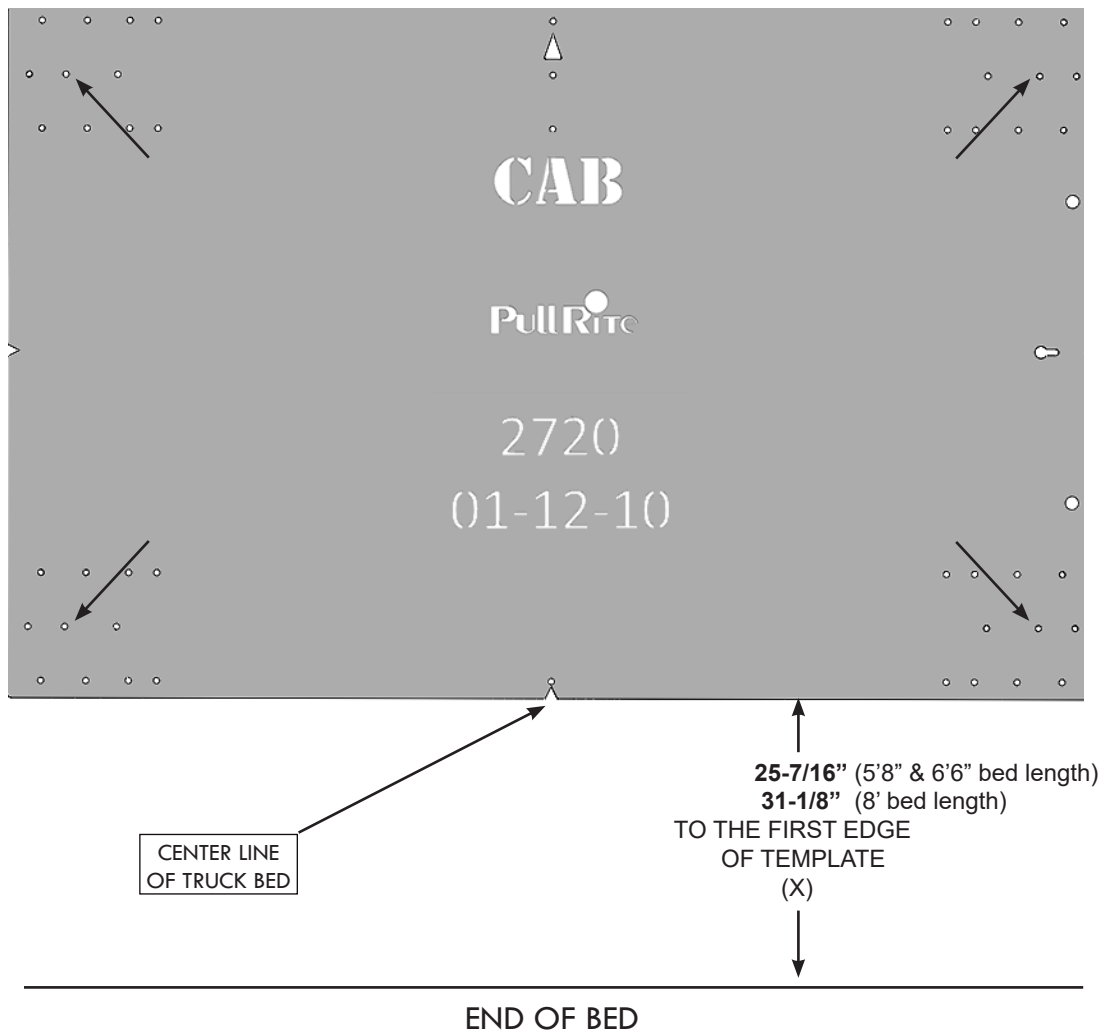 CAB
PullRite
2720
01-12-10
25-7/16” (5’8” & 6’6” bed length)
31-1/8” (8’ bed length)
TO THE FIRST EDGE
OF TEMPLATE
(X)
CENTER LINE
OF TRUCK BED
END OF BED